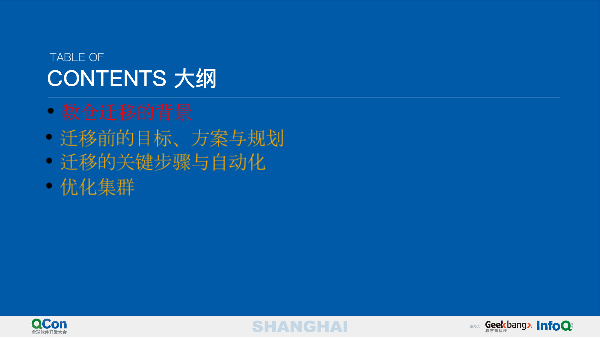 TABLE OF
CONTENTS 大纲
• 数仓迁移的背景
• 迁移前的目标、方案与规划
• 迁移的关键步骤与自动化
• 优化集群
QCon
全球软件开发大会
SHANGHAI
Geekbang>.
InfoQ